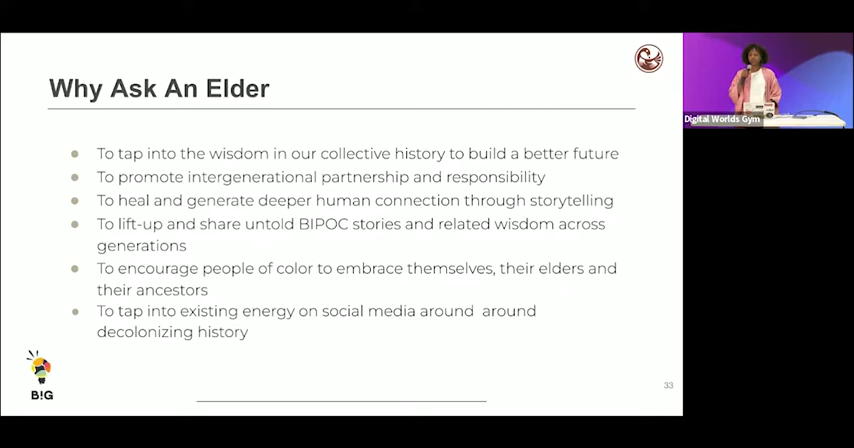 Why Ask An Elder
Digital Worlds Gym
To tap into the wisdom in our collective history to build a better future
To promote intergenerational partnership and responsibility
To heal and generate deeper human connection through storytelling
To lift-up and share untold BIPOC stories and related wisdom across
generations
To encourage people of color to embrace themselves, their elders and
their ancestors
To tap into existing energy on social media around around
decolonizing history
B!G
33